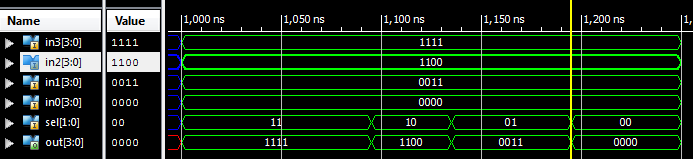 Name Value 1,000 ns 1,050 ns 1,100 ns 1,150 ns 1,200 ns
in3[3:0] 1111 1111
in2[3:0] 1100 1100
in1[3:0] 0011 0011
in0[3:0] 0000 0000
sel[1:0] 00 11 10 01 00
out[3:0] 0000 1111 1100 0011 0000